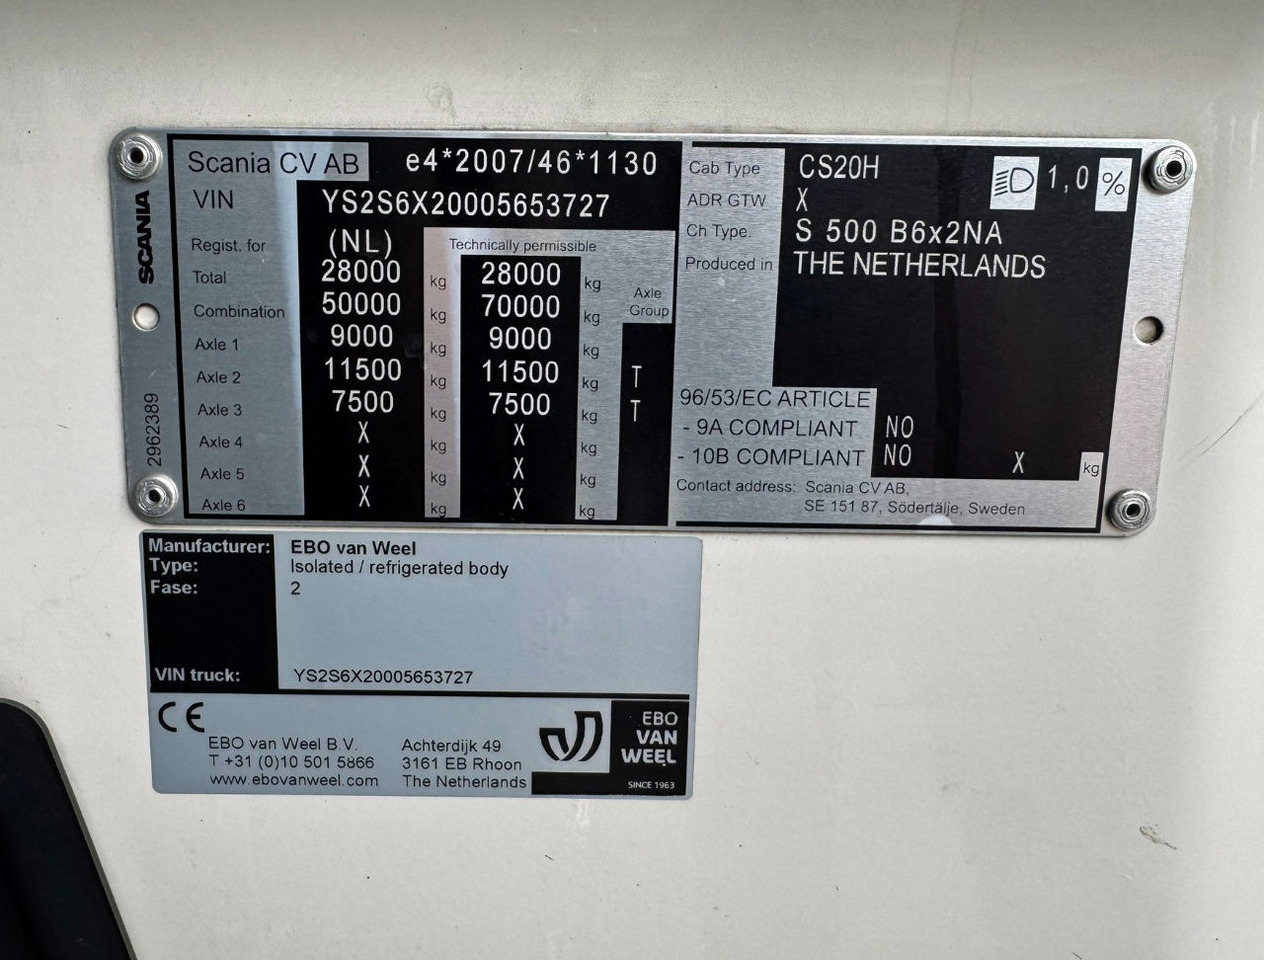 Scania CV AB e4*2007/46*1130
VIN YS2S6X20005653727
Regist. for (NL) Technically permissible
Total 28000 kg 28000 kg
Combination 50000 kg 70000 kg Axle Group
Axle 1 9000 kg 9000 kg
Axle 2 11500 kg 11500 kg T
Axle 3 7500 kg 7500 kg T
Axle 4 X kg X kg
Axle 5 X kg X kg
Axle 6 X kg X kg
SCANIA
2962389
Cab Type CS20H 1,0 %
ADR GTW X
Ch Type. S 500 B6x2NA
Produced in THE NETHERLANDS
96/53/EC ARTICLE
- 9A COMPLIANT NO
- 10B COMPLIANT NO X kg
Contact address: Scania CV AB,
SE 151 87, Södertälje, Sweden
Manufacturer: EBO van Weel
Type: Isolated / refrigerated body
Fase: 2
VIN truck: YS2S6X20005653727
CE
EBO van Weel B.V. Achterdijk 49
T +31 (0)10 501 5866 3161 EB Rhoon
www.ebovanweel.com The Netherlands
EBO
VAN
WEEL
SINCE 1963